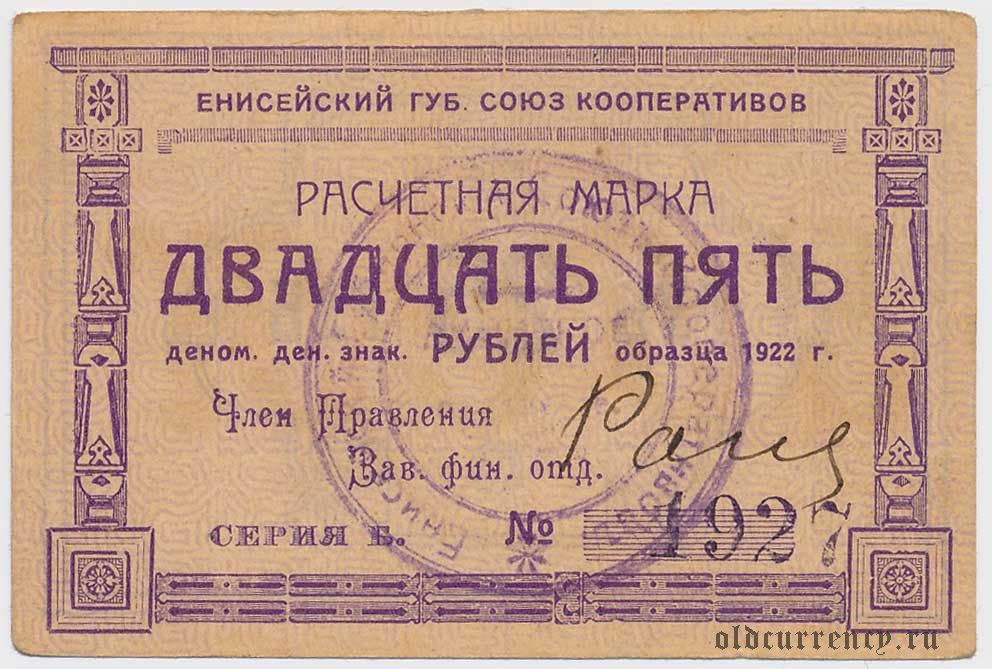 ЕНИСЕЙСКИЙ ГУБ. СОЮЗ КООПЕРАТИВОВ
РАСЧЕТНАЯ МАРКА
ДВАДЦАТЬ ПЯТЬ
деном. ден. знак. РУБЛЕЙ образца 1922 г.
Член Правления
Зав. фин. отд.
СЕРИЯ Б. № 1927
oldcurrency.ru